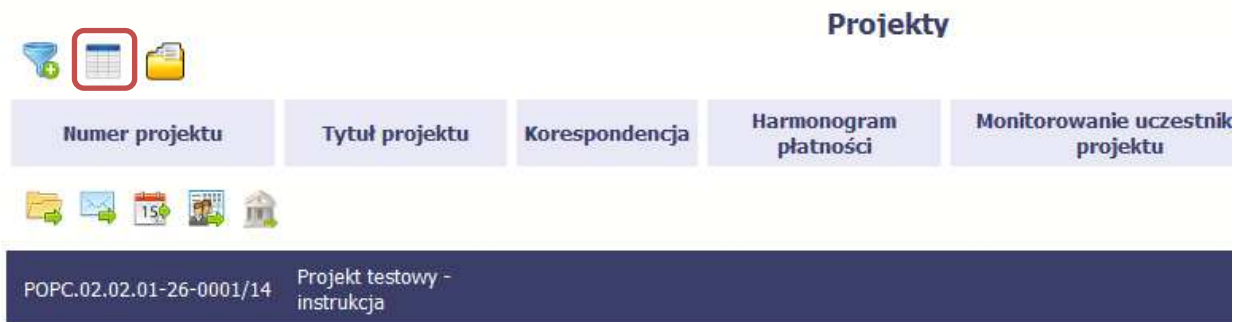 Projekty
Numer projektu
Tytuł projektu
Korespondencja
Harmonogram
płatności
Monitorowanie uczestnik
projektu
15
POPC.02.02.01-26-0001/14
Projekt testowy -
instrukcja